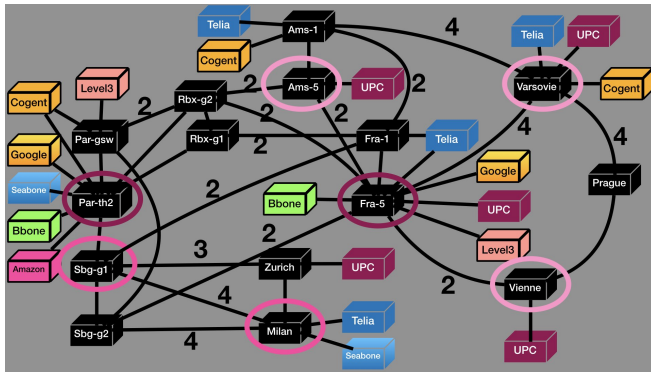 Telia
Ams-1
4
Telia
UPC
Cogent
Level3
Cogent
2
Rbx-g2
2
Ams-5
UPC
2
Varsovie
Cogent
2
2
Par-gsw
Rbx-g1
2
Fra-1
Telia
4
4
Google
Google
Seabone
Par-th2
2
Bbone
Fra-5
UPC
Prague
Bbone
2
Level3
Amazon
Sbg-g1
3
Zurich
UPC
2
Vienne
4
Sbg-g2
4
Milan
Telia
Seabone
UPC